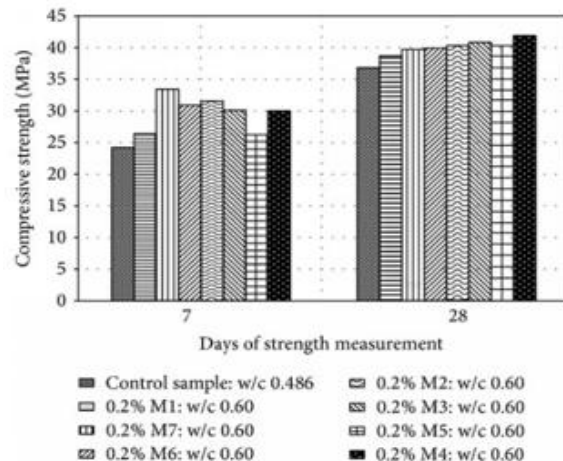 45
40
35
30
25
20
15
10
5
0
Compressive strength (MPa)
7
28
Days of strength measurement
Control sample: w/c 0.486
0.2% M1: w/c 0.60
0.2% M7: w/c 0.60
0.2% M6: w/c 0.60
0.2% M2: w/c 0.60
0.2% M3: w/c 0.60
0.2% M5: w/c 0.60
0.2% M4: w/c 0.60